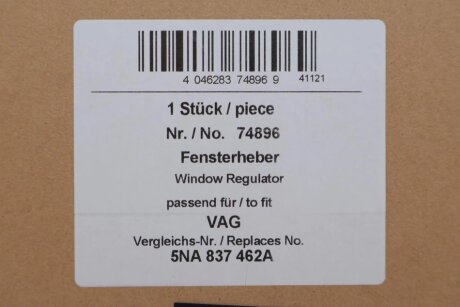 4 046283 74896 9 41121
1 Stück / piece
Nr. / No. 74896
Fensterheber
Window Regulator
passend für / to fit
VAG
Vergleichs-Nr. / Replaces No.
5NA 837 462A